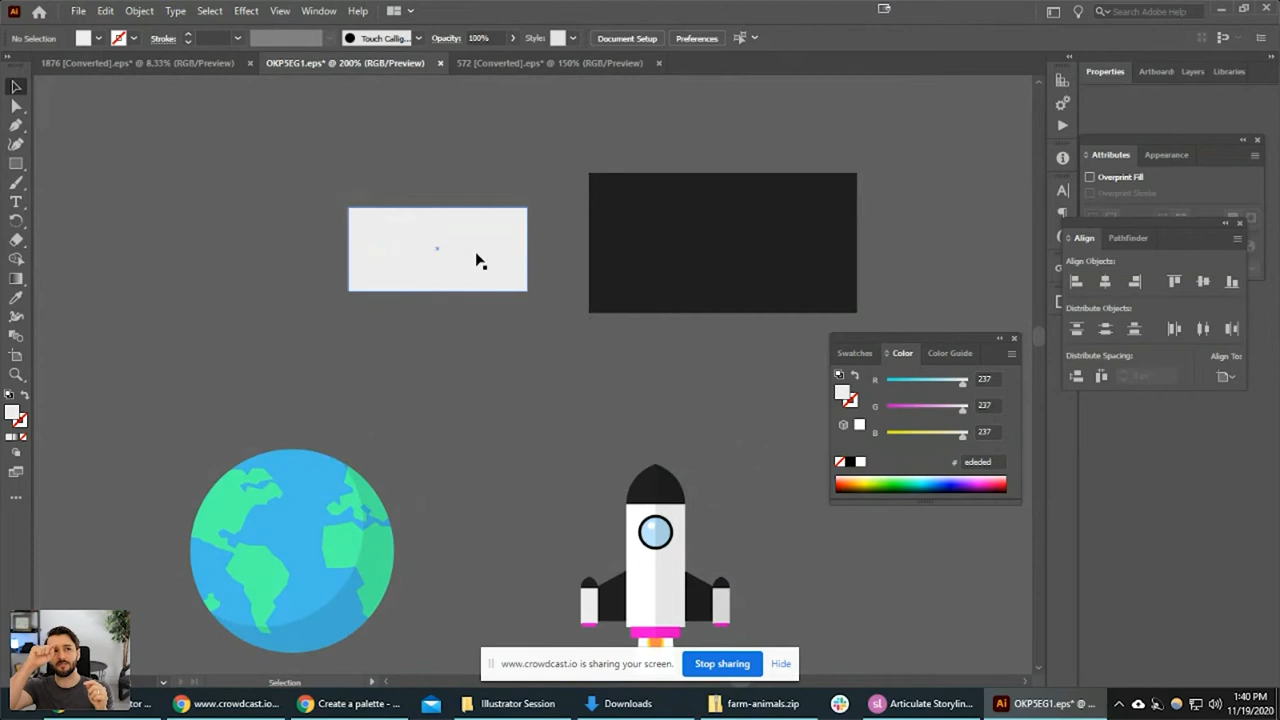 Ai File Edit Object Type Select Effect View Window Help Search Adobe Help
No Selection Stroke: Touch Callig... Opacity: 100% Style: Document Setup Preferences
1876 [Converted].eps* @ 8.33% (RGB/Preview) OKP5EG1.eps* @ 200% (RGB/Preview) 572 [Converted].eps* @ 150% (RGB/Preview)
Properties Artboard Layers Libraries
Attributes Appearance
Overprint Fill
Overprint Stroke
Align Pathfinder
Align Objects:
Distribute Objects:
Distribute Spacing: Align To:
Swatches Color Color Guide
R 237
G 237
B 237
# ededed
www.crowdcast.io is sharing your screen. Stop sharing Hide
Selection
www.crowdcast.io... Create a palette - ... Illustrator Session Downloads farm-animals.zip Articulate Storylin... OKP5EG1.eps* @ ...
1:40 PM
11/19/2020